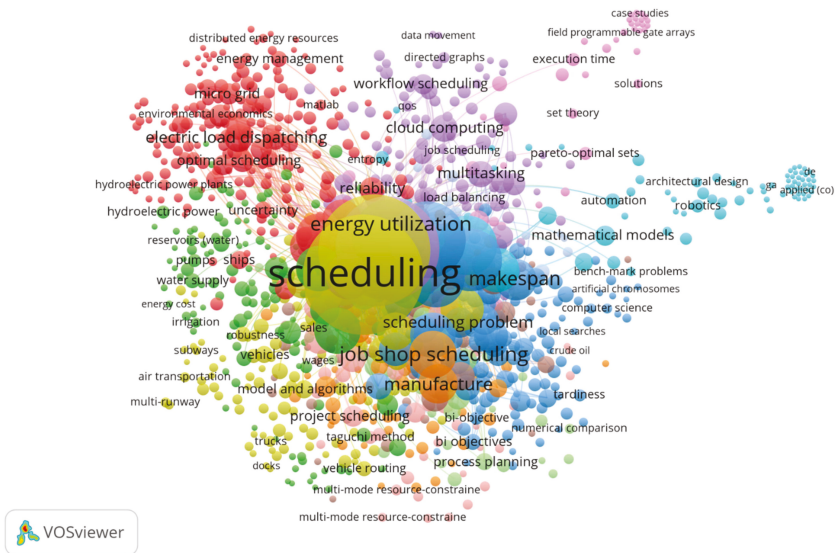 case studies
field programmable gate arrays
distributed energy resources
data movement
energy management
directed graphs
execution time
workflow scheduling
solutions
micro grid
matlab
qos
environmental economics
set theory
cloud computing
electric load dispatching
job scheduling
pareto-optimal sets
optimal scheduling
entropy
multitasking
de
hydroelectric power plants
reliability
architectural design
ga
applied (co)
load balancing
automation
robotics
hydroelectric power
uncertainty
energy utilization
mathematical models
reservoirs (water)
pumps
ships
scheduling
makespan
bench-mark problems
water supply
artificial chromosomes
energy cost
computer science
irrigation
sales
scheduling problem
local searches
robustness
subways
vehicles
wages
job shop scheduling
crude oil
air transportation
model and algorithms
manufacture
tardiness
multi-runway
project scheduling
bi-objective
numerical comparison
trucks
taguchi method
bi objectives
docks
vehicle routing
process planning
multi-mode resource-constraine
multi-mode resource-constraine
VOSviewer